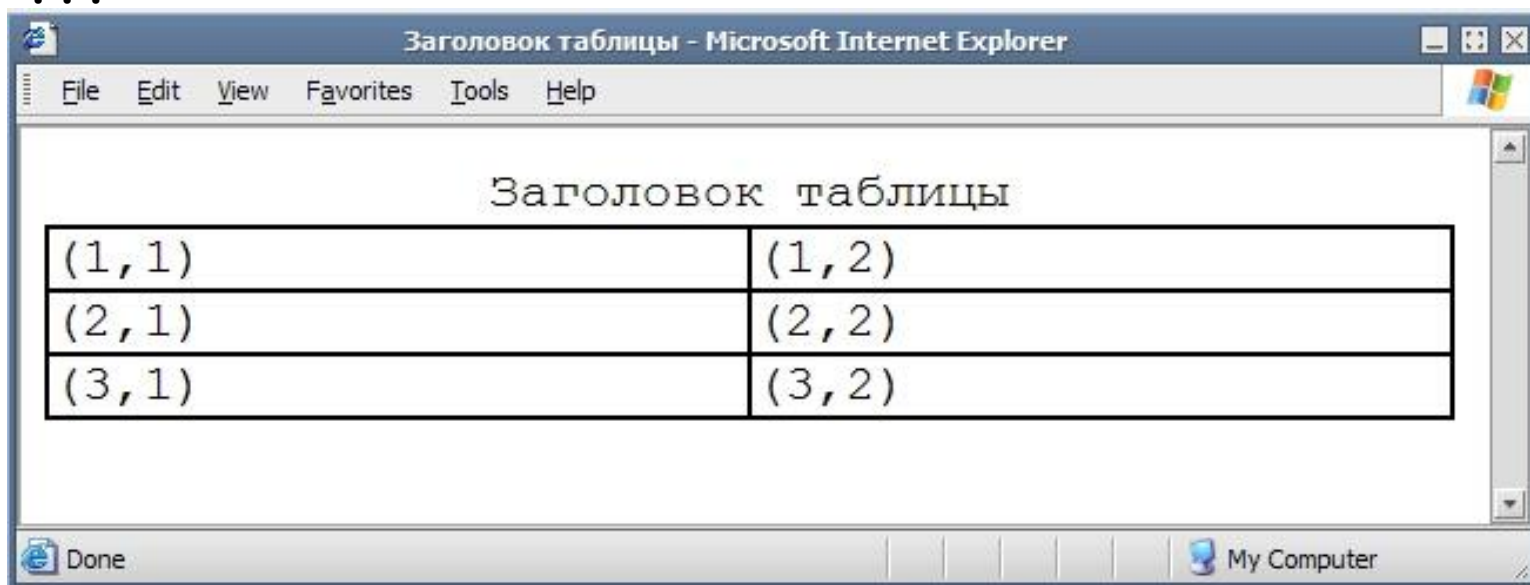 Заголовок таблицы - Microsoft Internet Explorer
File Edit View Favorites Tools Help
Заголовок таблицы
(1,1) (1,2)
(2,1) (2,2)
(3,1) (3,2)
Done My Computer